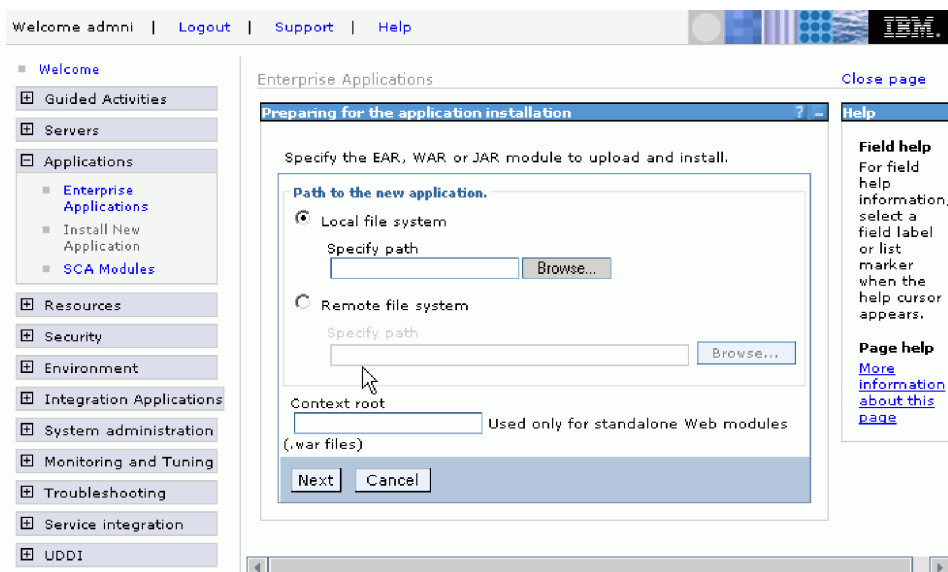 Welcome admni | Logout | Support | Help
IBM.
Welcome
Guided Activities
Servers
Applications
Enterprise
Applications
Install New
Application
SCA Modules
Resources
Security
Environment
Integration Applications
System administration
Monitoring and Tuning
Troubleshooting
Service integration
UDDI
Enterprise Applications
Close page
Preparing for the application installation ? –
Specify the EAR, WAR or JAR module to upload and install.
Path to the new application.
Local file system
Specify path
Browse...
Remote file system
Specify path
Browse...
Context root
Used only for standalone Web modules
(.war files)
Next Cancel
Help
Field help
For field
help
information,
select a
field label
or list
marker
when the
help cursor
appears.
Page help
More
information
about this
page